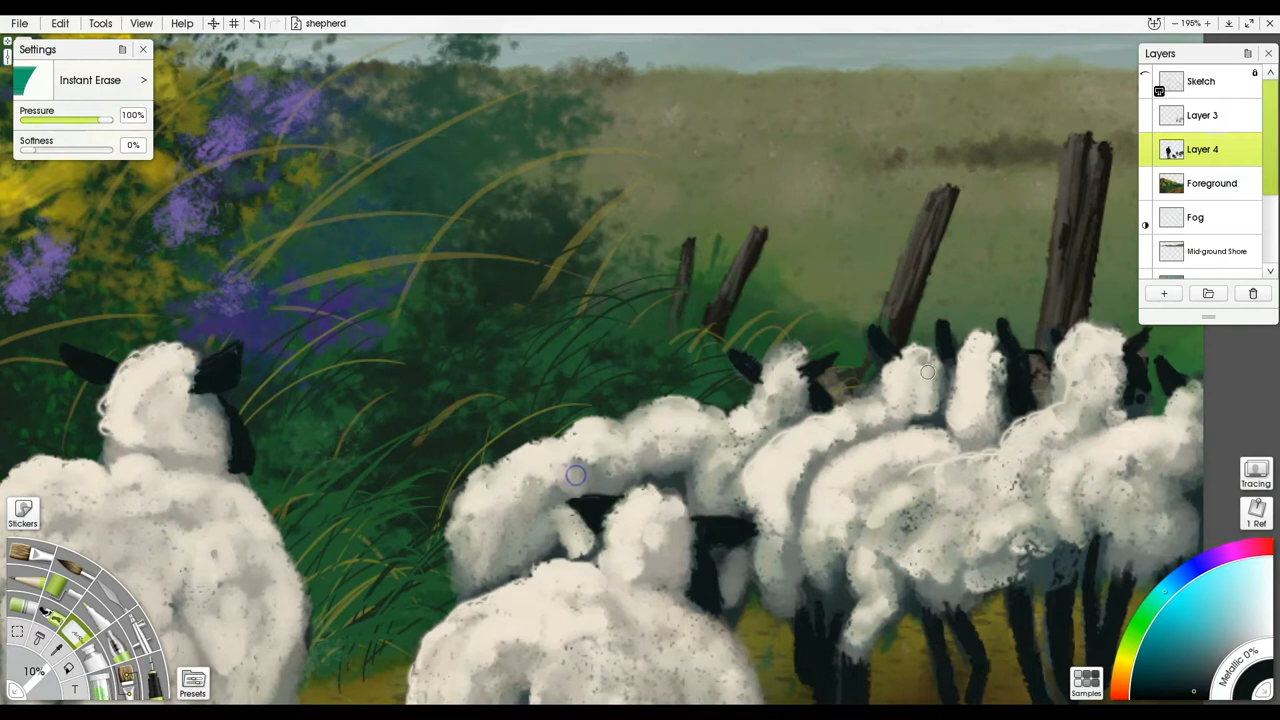 File Edit Tools View Help 2 shepherd − 195% +
Settings
Instant Erase >
Pressure
100%
Softness
0%
Layers
Sketch
Layer 3
Layer 4
Foreground
Fog
Mid-ground Shore
Tracing
1 Ref
Stickers
10%
T
Presets
Samples
Metallic 0%